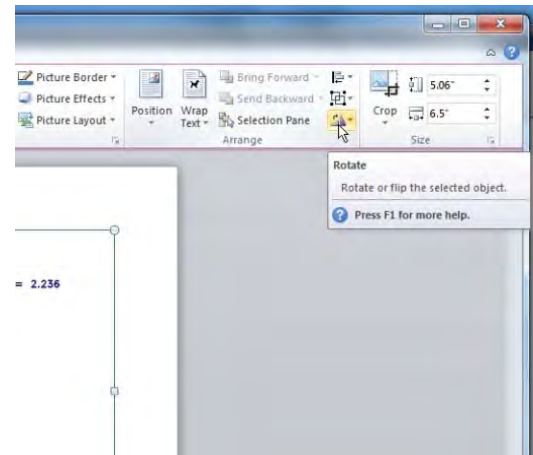 Picture Border
Picture Effects
Picture Layout
Position
Wrap
Text
Bring Forward
Send Backward
Selection Pane
Arrange
Crop
5.06"
6.5"
Size
Rotate
Rotate or flip the selected object.
Press F1 for more help.
= 2.236